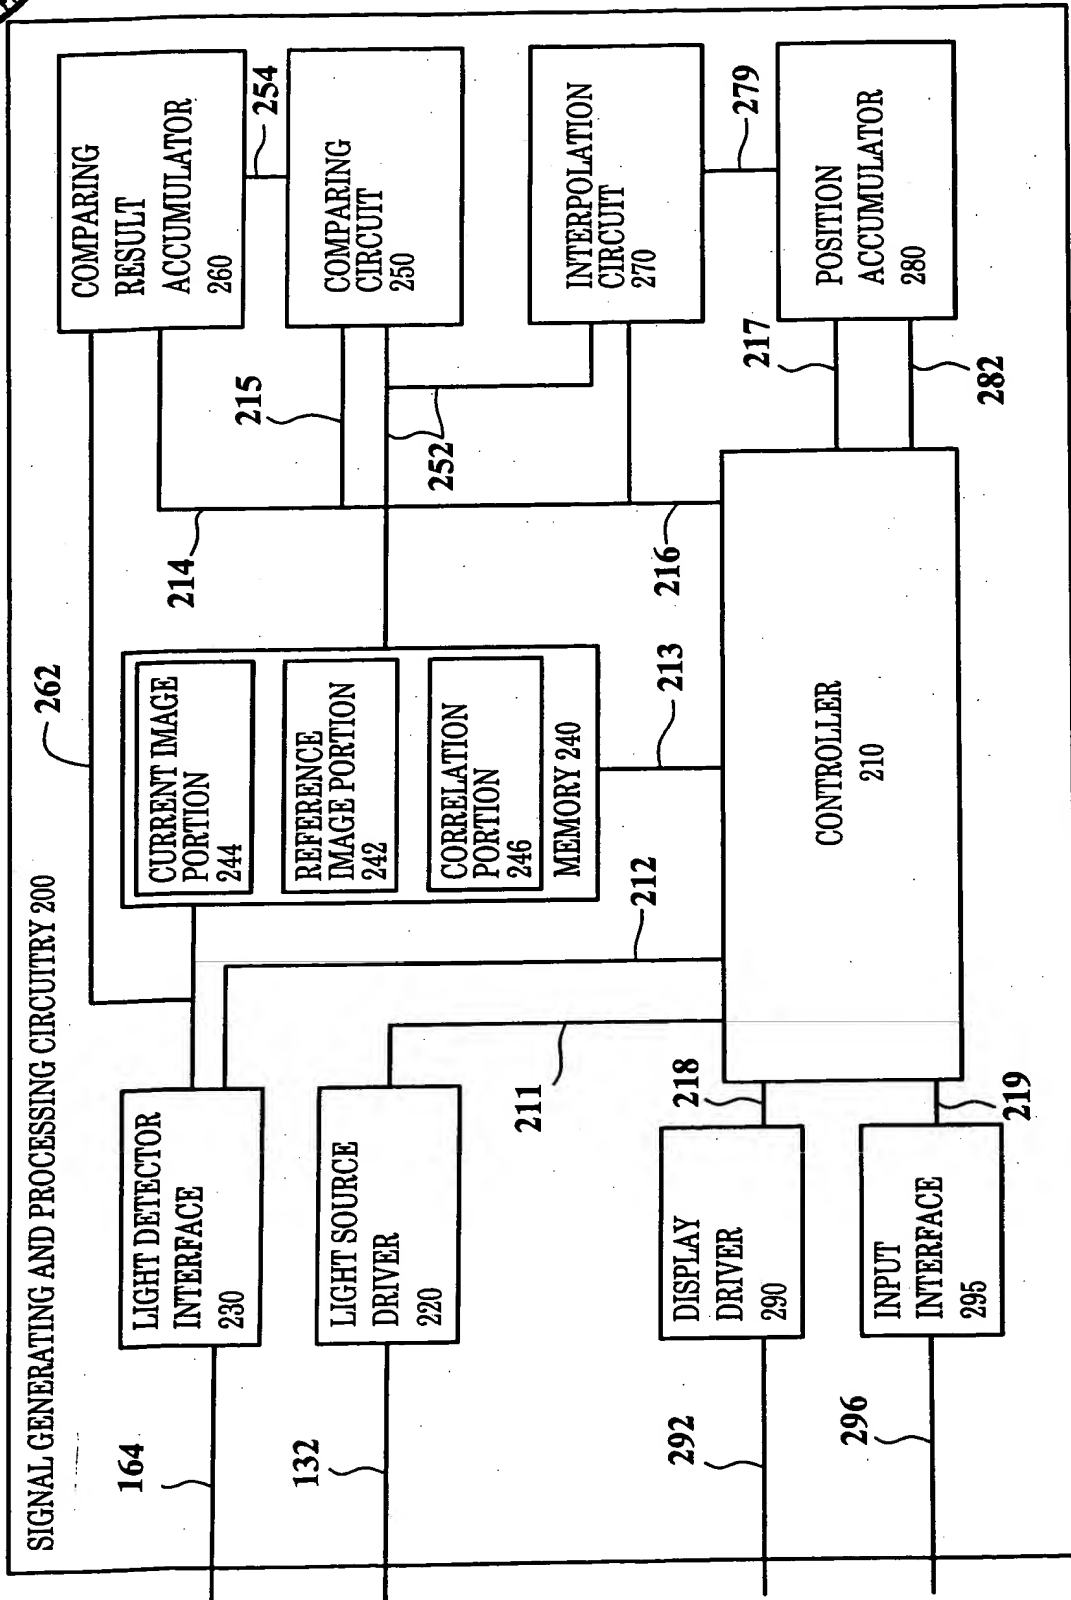 SIGNAL GENERATING AND PROCESSING CIRCUITRY 200
262
164
LIGHT DETECTOR
INTERFACE
230
CURRENT IMAGE
PORTION
244
REFERENCE
IMAGE PORTION
242
CORRELATION
PORTION
246
MEMORY 240
214
COMPARING
RESULT
ACCUMULATOR
260
254
132
LIGHT SOURCE
DRIVER
220
211
212
213
215
252
COMPARING
CIRCUIT
250
216
INTERPOLATION
CIRCUIT
270
279
292
DISPLAY
DRIVER
290
218
CONTROLLER
210
217
POSITION
ACCUMULATOR
280
282
296
INPUT
INTERFACE
295
219